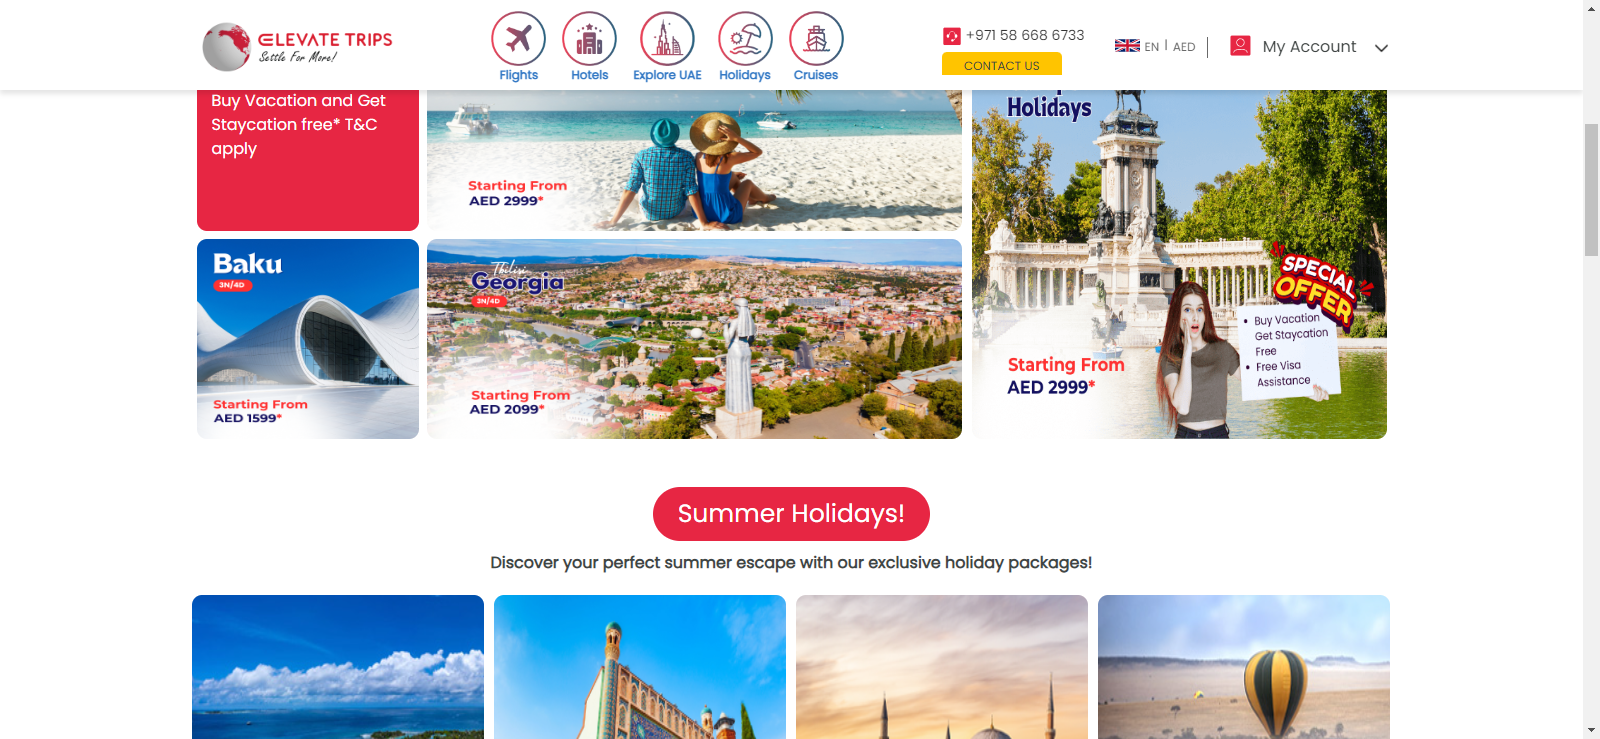 ELEVATE TRIPS
Settle For More!
Flights
Hotels
Explore UAE
Holidays
Cruises
+971 58 668 6733
CONTACT US
EN | AED
My Account
Buy Vacation and Get
Staycation free* T&C
apply
Starting From
AED 2999*
Holidays
SPECIAL
OFFER
• Buy Vacation
Get Staycation
Free
• Free Visa
Assistance
Starting From
AED 2999*
Baku
3N/4D
Starting From
AED 1599*
Tbilisi
Georgia
3N/4D
Starting From
AED 2099*
Summer Holidays!
Discover your perfect summer escape with our exclusive holiday packages!